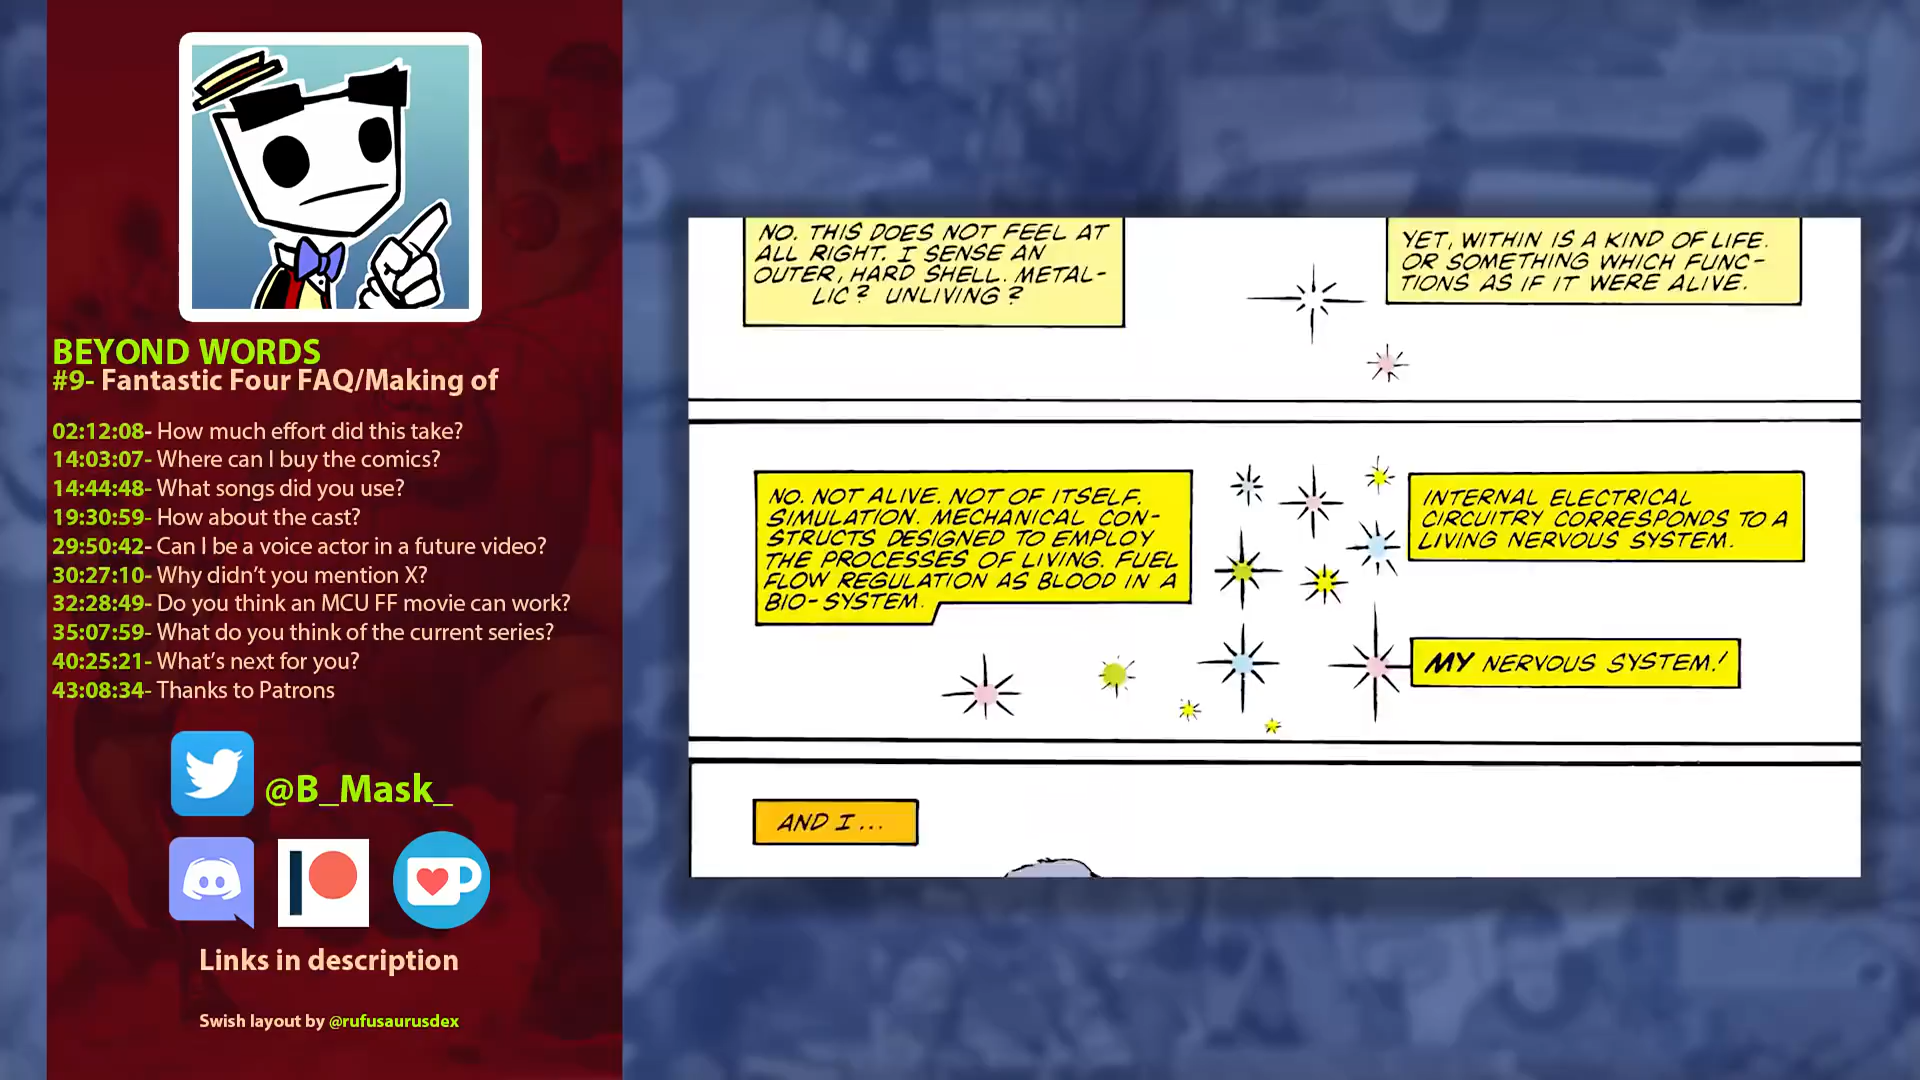 BEYOND WORDS
#9- Fantastic Four FAQ/Making of
02:12:08- How much effort did this take?
14:03:07- Where can I buy the comics?
14:44:48- What songs did you use?
19:30:59- How about the cast?
29:50:42- Can I be a voice actor in a future video?
30:27:10- Why didn't you mention X?
32:28:49- Do you think an MCU FF movie can work?
35:07:59- What do you think of the current series?
40:25:21- What's next for you?
43:08:34- Thanks to Patrons
@B_Mask_
Links in description
Swish layout by @rufusaurusdex
NO. THIS DOES NOT FEEL AT
ALL RIGHT. I SENSE AN
OUTER, HARD SHELL. METAL-
LIC? UNLIVING?
YET, WITHIN IS A KIND OF LIFE.
OR SOMETHING WHICH FUNC-
TIONS AS IF IT WERE ALIVE.
NO. NOT ALIVE. NOT OF ITSELF.
SIMULATION. MECHANICAL CON-
STRUCTS DESIGNED TO EMPLOY
THE PROCESSES OF LIVING. FUEL
FLOW REGULATION AS BLOOD IN A
BIO-SYSTEM.
INTERNAL ELECTRICAL
CIRCUITRY CORRESPONDS TO A
LIVING NERVOUS SYSTEM.
MY NERVOUS SYSTEM!
AND I...